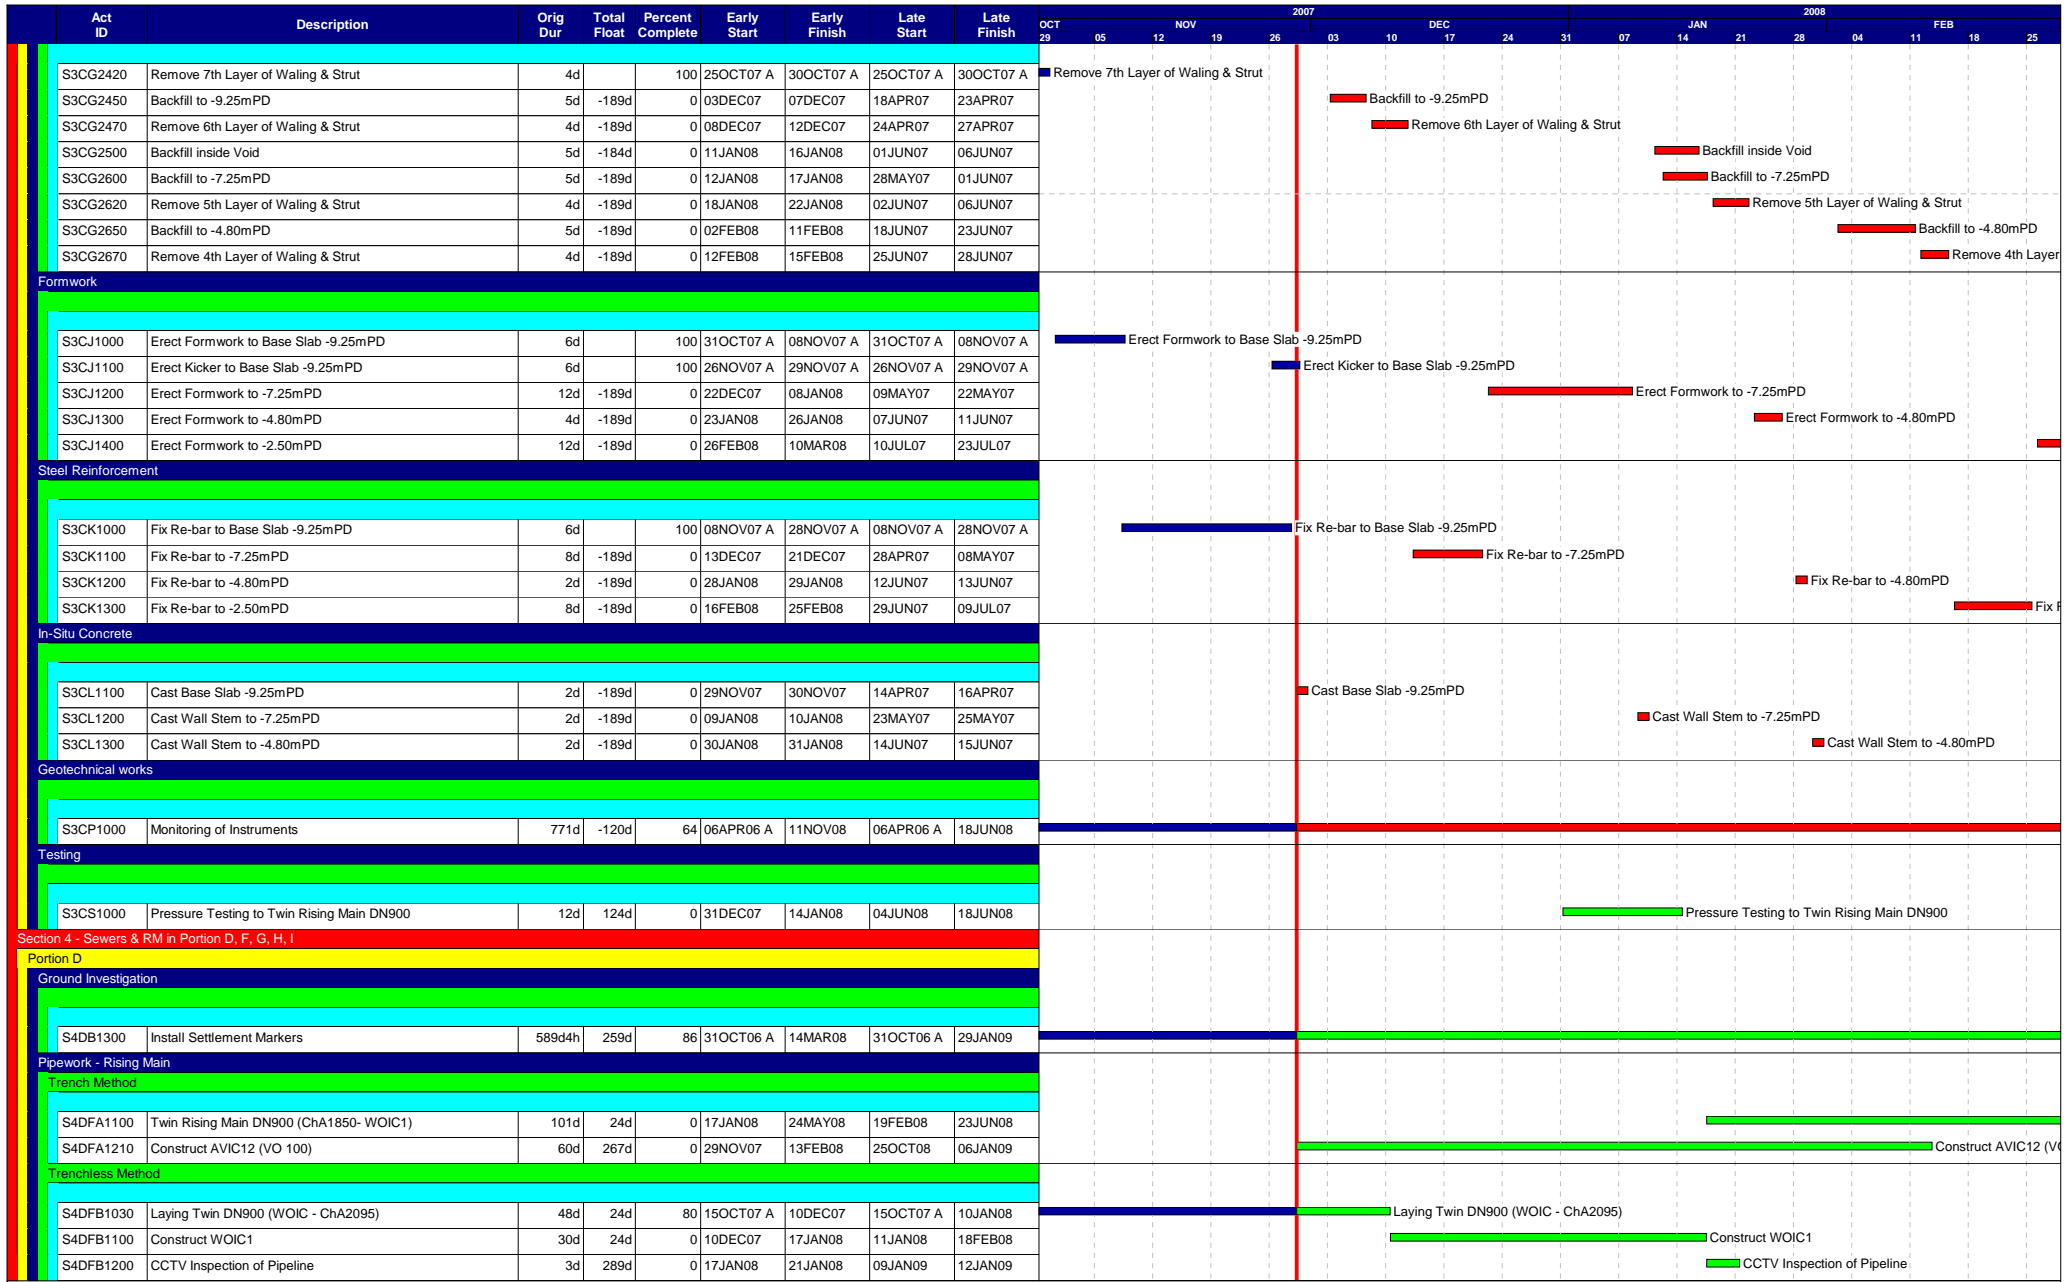 Act ID Description Orig Dur Total Float Percent Complete Early Start Early Finish Late Start Late Finish
2007 2008
OCT NOV DEC JAN FEB
29 05 12 19 26 03 10 17 24 31 07 14 21 28 04 11 18 25
S3CG2420 Remove 7th Layer of Waling & Strut 4d 100 25OCT07 A 30OCT07 A 25OCT07 A 30OCT07 A Remove 7th Layer of Waling & Strut
S3CG2450 Backfill to -9.25mPD 5d -189d 0 03DEC07 07DEC07 18APR07 23APR07 Backfill to -9.25mPD
S3CG2470 Remove 6th Layer of Waling & Strut 4d -189d 0 08DEC07 12DEC07 24APR07 27APR07 Remove 6th Layer of Waling & Strut
S3CG2500 Backfill inside Void 5d -184d 0 11JAN08 16JAN08 01JUN07 06JUN07 Backfill inside Void
S3CG2600 Backfill to -7.25mPD 5d -189d 0 12JAN08 17JAN08 28MAY07 01JUN07 Backfill to -7.25mPD
S3CG2620 Remove 5th Layer of Waling & Strut 4d -189d 0 18JAN08 22JAN08 02JUN07 06JUN07 Remove 5th Layer of Waling & Strut
S3CG2650 Backfill to -4.80mPD 5d -189d 0 02FEB08 11FEB08 18JUN07 23JUN07 Backfill to -4.80mPD
S3CG2670 Remove 4th Layer of Waling & Strut 4d -189d 0 12FEB08 15FEB08 25JUN07 28JUN07 Remove 4th Layer
Formwork
S3CJ1000 Erect Formwork to Base Slab -9.25mPD 6d 100 31OCT07 A 08NOV07 A 31OCT07 A 08NOV07 A Erect Formwork to Base Slab -9.25mPD
S3CJ1100 Erect Kicker to Base Slab -9.25mPD 6d 100 26NOV07 A 29NOV07 A 26NOV07 A 29NOV07 A Erect Kicker to Base Slab -9.25mPD
S3CJ1200 Erect Formwork to -7.25mPD 12d -189d 0 22DEC07 08JAN08 09MAY07 22MAY07 Erect Formwork to -7.25mPD
S3CJ1300 Erect Formwork to -4.80mPD 4d -189d 0 23JAN08 26JAN08 07JUN07 11JUN07 Erect Formwork to -4.80mPD
S3CJ1400 Erect Formwork to -2.50mPD 12d -189d 0 26FEB08 10MAR08 10JUL07 23JUL07
Steel Reinforcement
S3CK1000 Fix Re-bar to Base Slab -9.25mPD 6d 100 08NOV07 A 28NOV07 A 08NOV07 A 28NOV07 A Fix Re-bar to Base Slab -9.25mPD
S3CK1100 Fix Re-bar to -7.25mPD 8d -189d 0 13DEC07 21DEC07 28APR07 08MAY07 Fix Re-bar to -7.25mPD
S3CK1200 Fix Re-bar to -4.80mPD 2d -189d 0 28JAN08 29JAN08 12JUN07 13JUN07 Fix Re-bar to -4.80mPD
S3CK1300 Fix Re-bar to -2.50mPD 8d -189d 0 16FEB08 25FEB08 29JUN07 09JUL07 Fix
In-Situ Concrete
S3CL1100 Cast Base Slab -9.25mPD 2d -189d 0 29NOV07 30NOV07 14APR07 16APR07 Cast Base Slab -9.25mPD
S3CL1200 Cast Wall Stem to -7.25mPD 2d -189d 0 09JAN08 10JAN08 23MAY07 25MAY07 Cast Wall Stem to -7.25mPD
S3CL1300 Cast Wall Stem to -4.80mPD 2d -189d 0 30JAN08 31JAN08 14JUN07 15JUN07 Cast Wall Stem to -4.80mPD
Geotechnical works
S3CP1000 Monitoring of Instruments 771d -120d 64 06APR06 A 11NOV08 06APR06 A 18JUN08
Testing
S3CS1000 Pressure Testing to Twin Rising Main DN900 12d 124d 0 31DEC07 14JAN08 04JUN08 18JUN08 Pressure Testing to Twin Rising Main DN900
Section 4 - Sewers & RM in Portion D, F, G, H, I
Portion D
Ground Investigation
S4DB1300 Install Settlement Markers 589d4h 259d 86 31OCT06 A 14MAR08 31OCT06 A 29JAN09
Pipework - Rising Main
Trench Method
S4DFA1100 Twin Rising Main DN900 (ChA1850- WOIC1) 101d 24d 0 17JAN08 24MAY08 19FEB08 23JUN08
S4DFA1210 Construct AVIC12 (VO 100) 60d 267d 0 29NOV07 13FEB08 25OCT08 06JAN09 Construct AVIC12
Trenchless Method
S4DFB1030 Laying Twin DN900 (WOIC - ChA2095) 48d 24d 80 15OCT07 A 10DEC07 15OCT07 A 10JAN08 Laying Twin DN900 (WOIC - ChA2095)
S4DFB1100 Construct WOIC1 30d 24d 0 10DEC07 17JAN08 11JAN08 18FEB08 Construct WOIC1
S4DFB1200 CCTV Inspection of Pipeline 3d 289d 0 17JAN08 21JAN08 09JAN09 12JAN09 CCTV Inspection of Pipeline